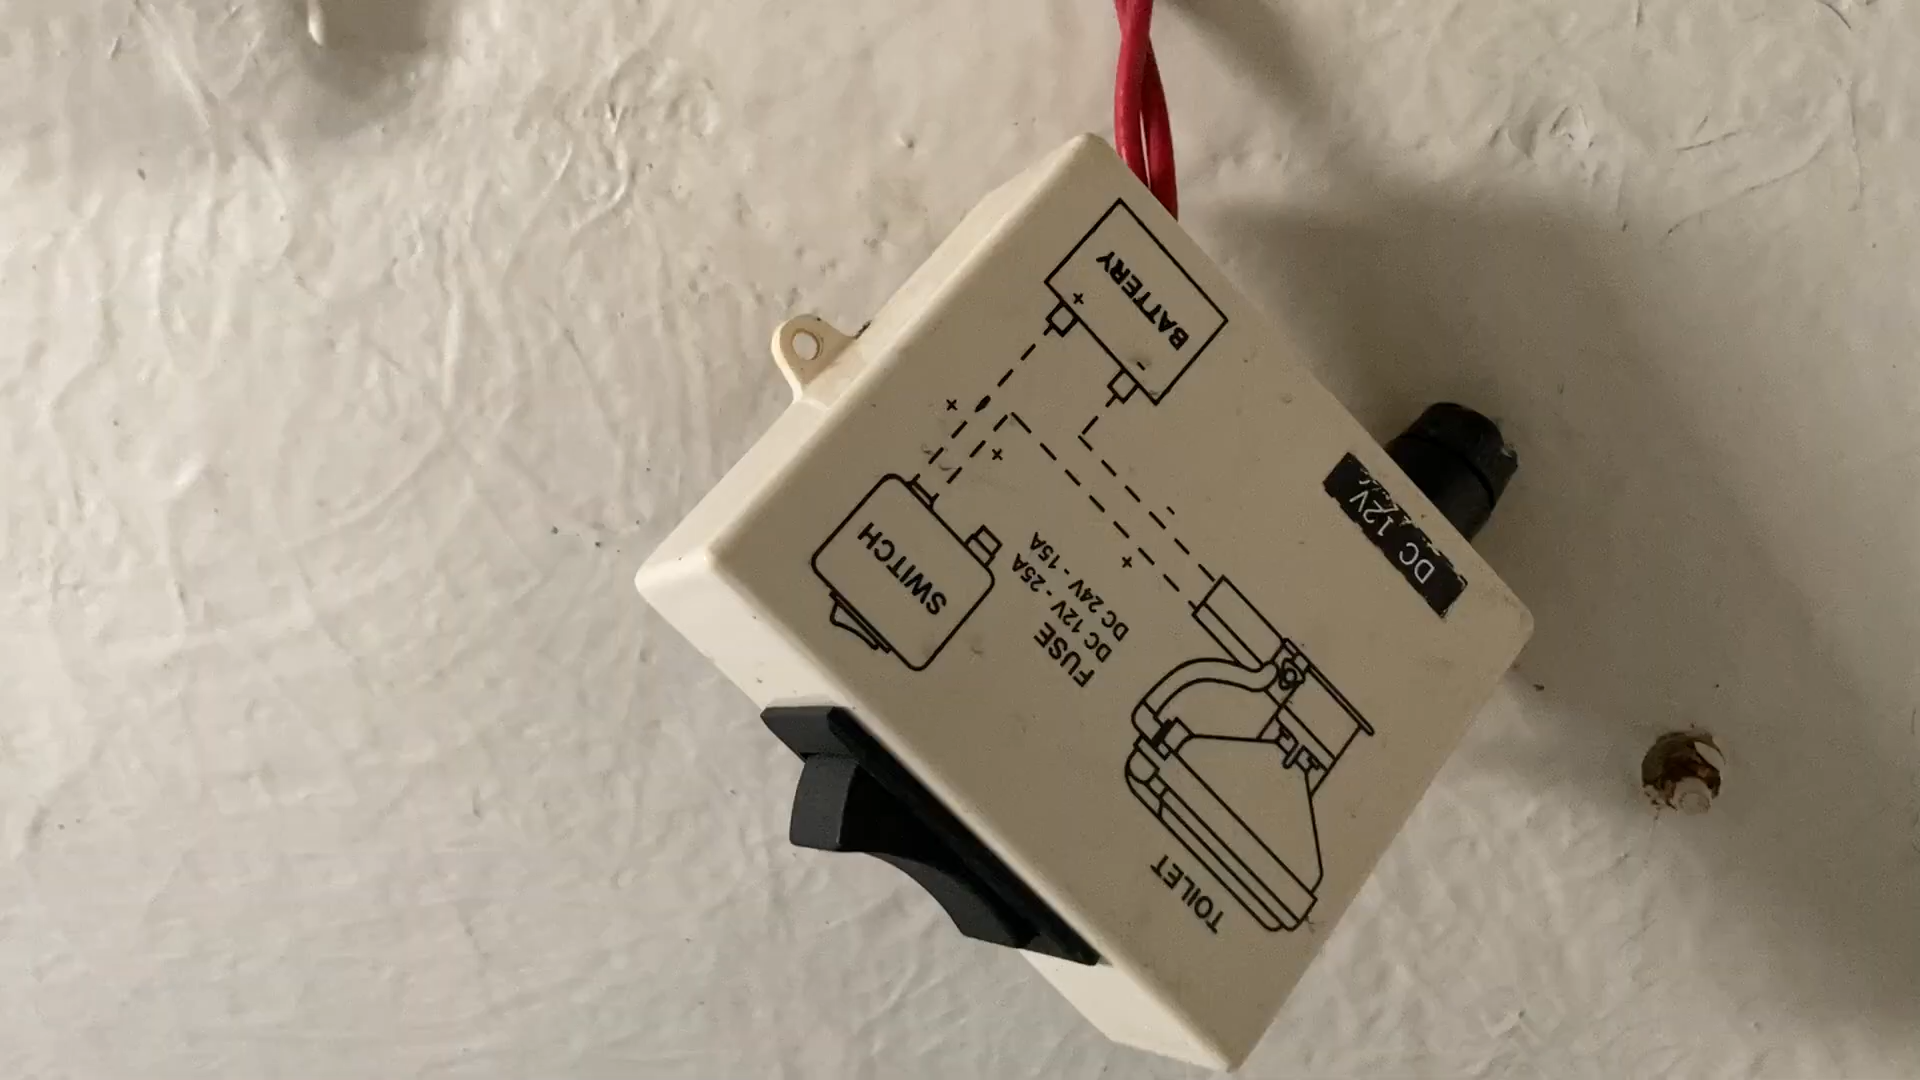 BATTERY
+
-
+
+
-
+
SWITCH
FUSE
DC 12V - 25A
DC 24V - 15A
TOILET
DC 12V